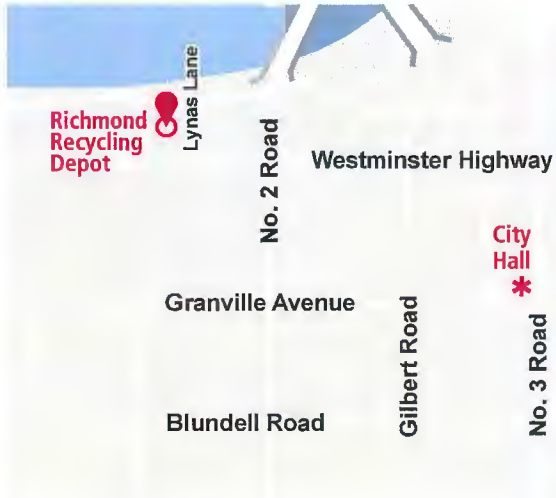 Lynas Lane
Richmond
Recycling
Depot
No. 2 Road
Westminster Highway
City
Hall
Granville Avenue
Gilbert Road
No. 3 Road
Blundell Road